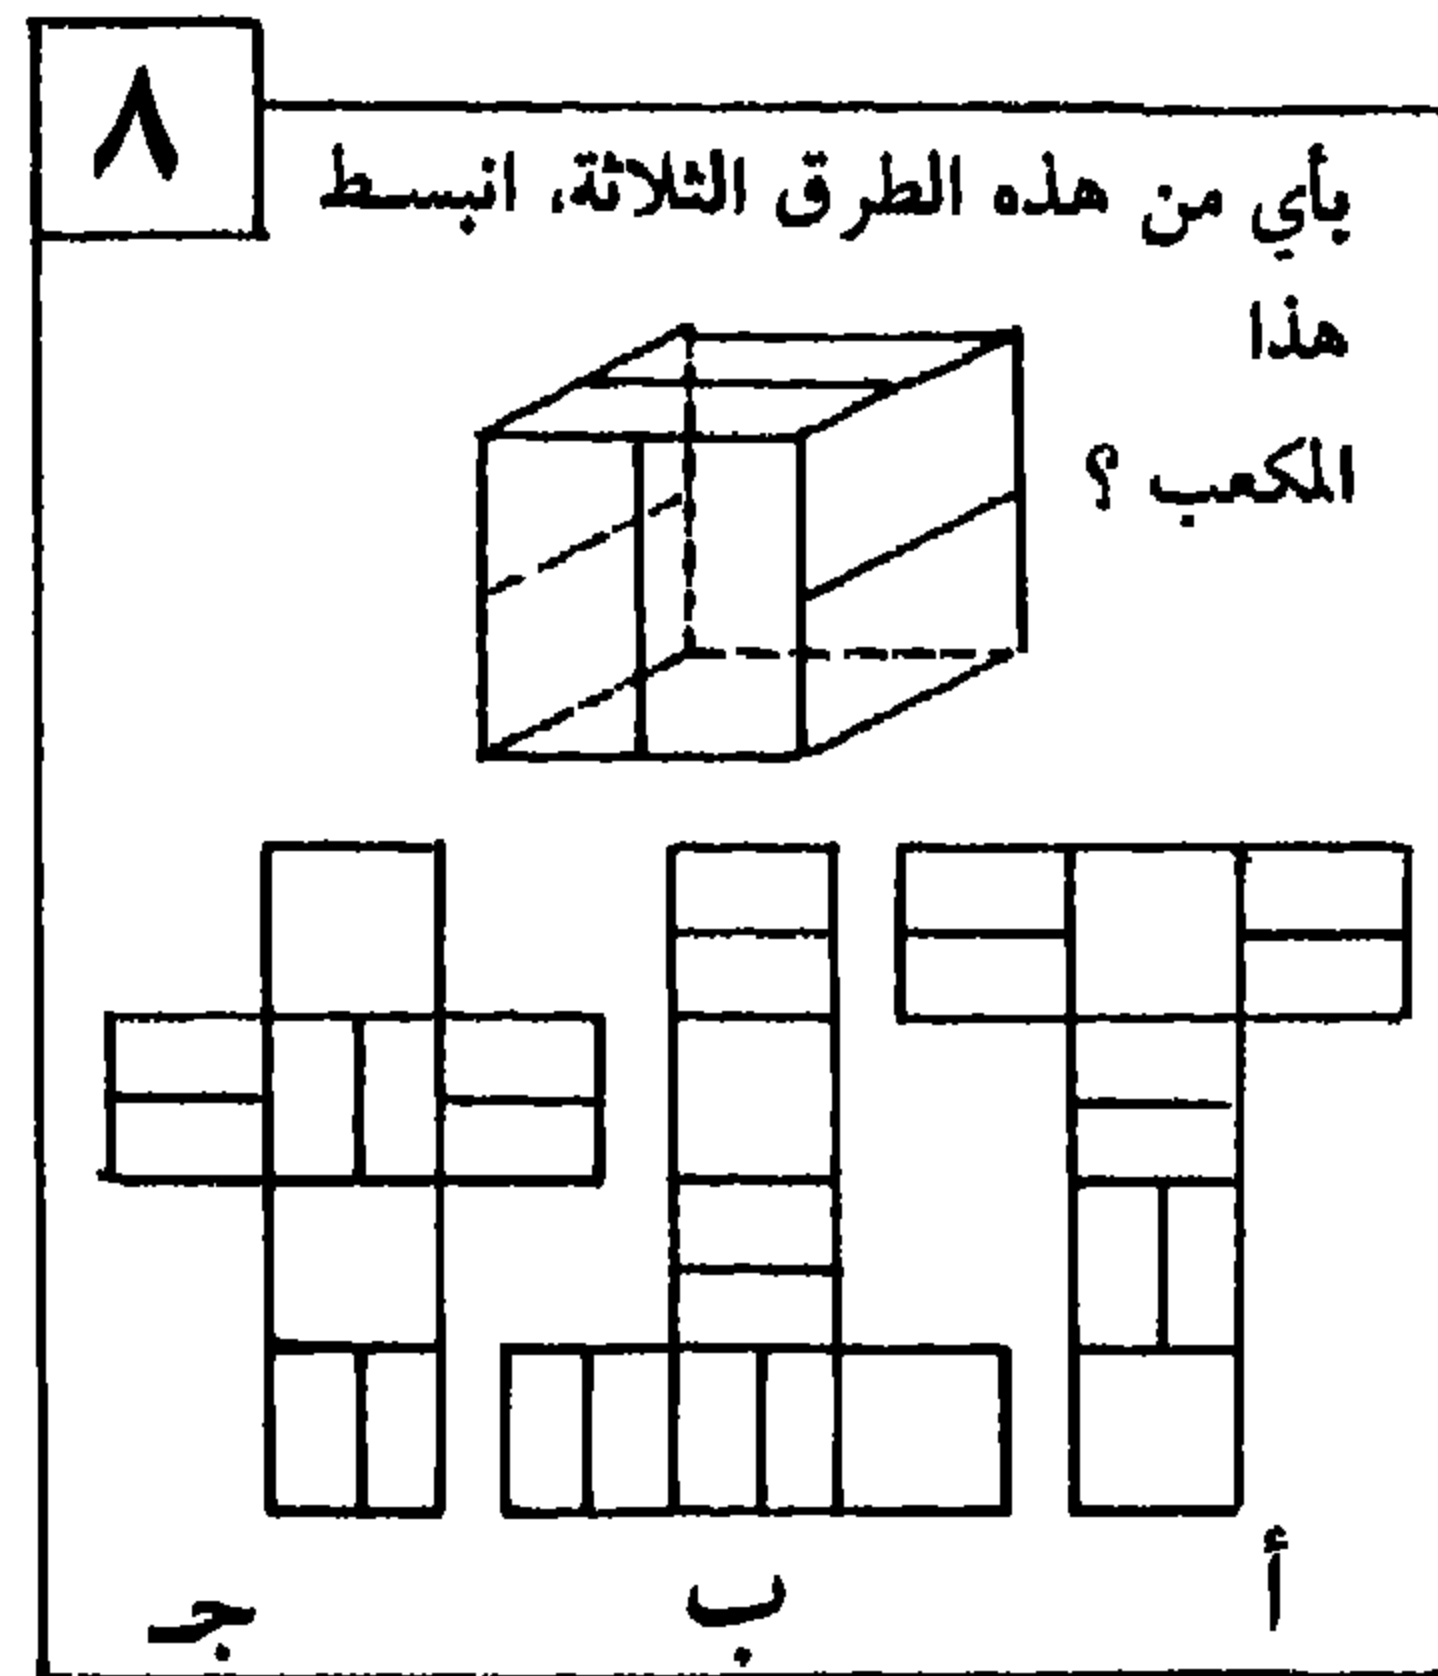 ٨
بأي من هذه الطرق الثلاثة، انبسط
هذا
المكعب ؟
أ
ب
جـ